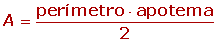 A = perímetro · apotema / 2